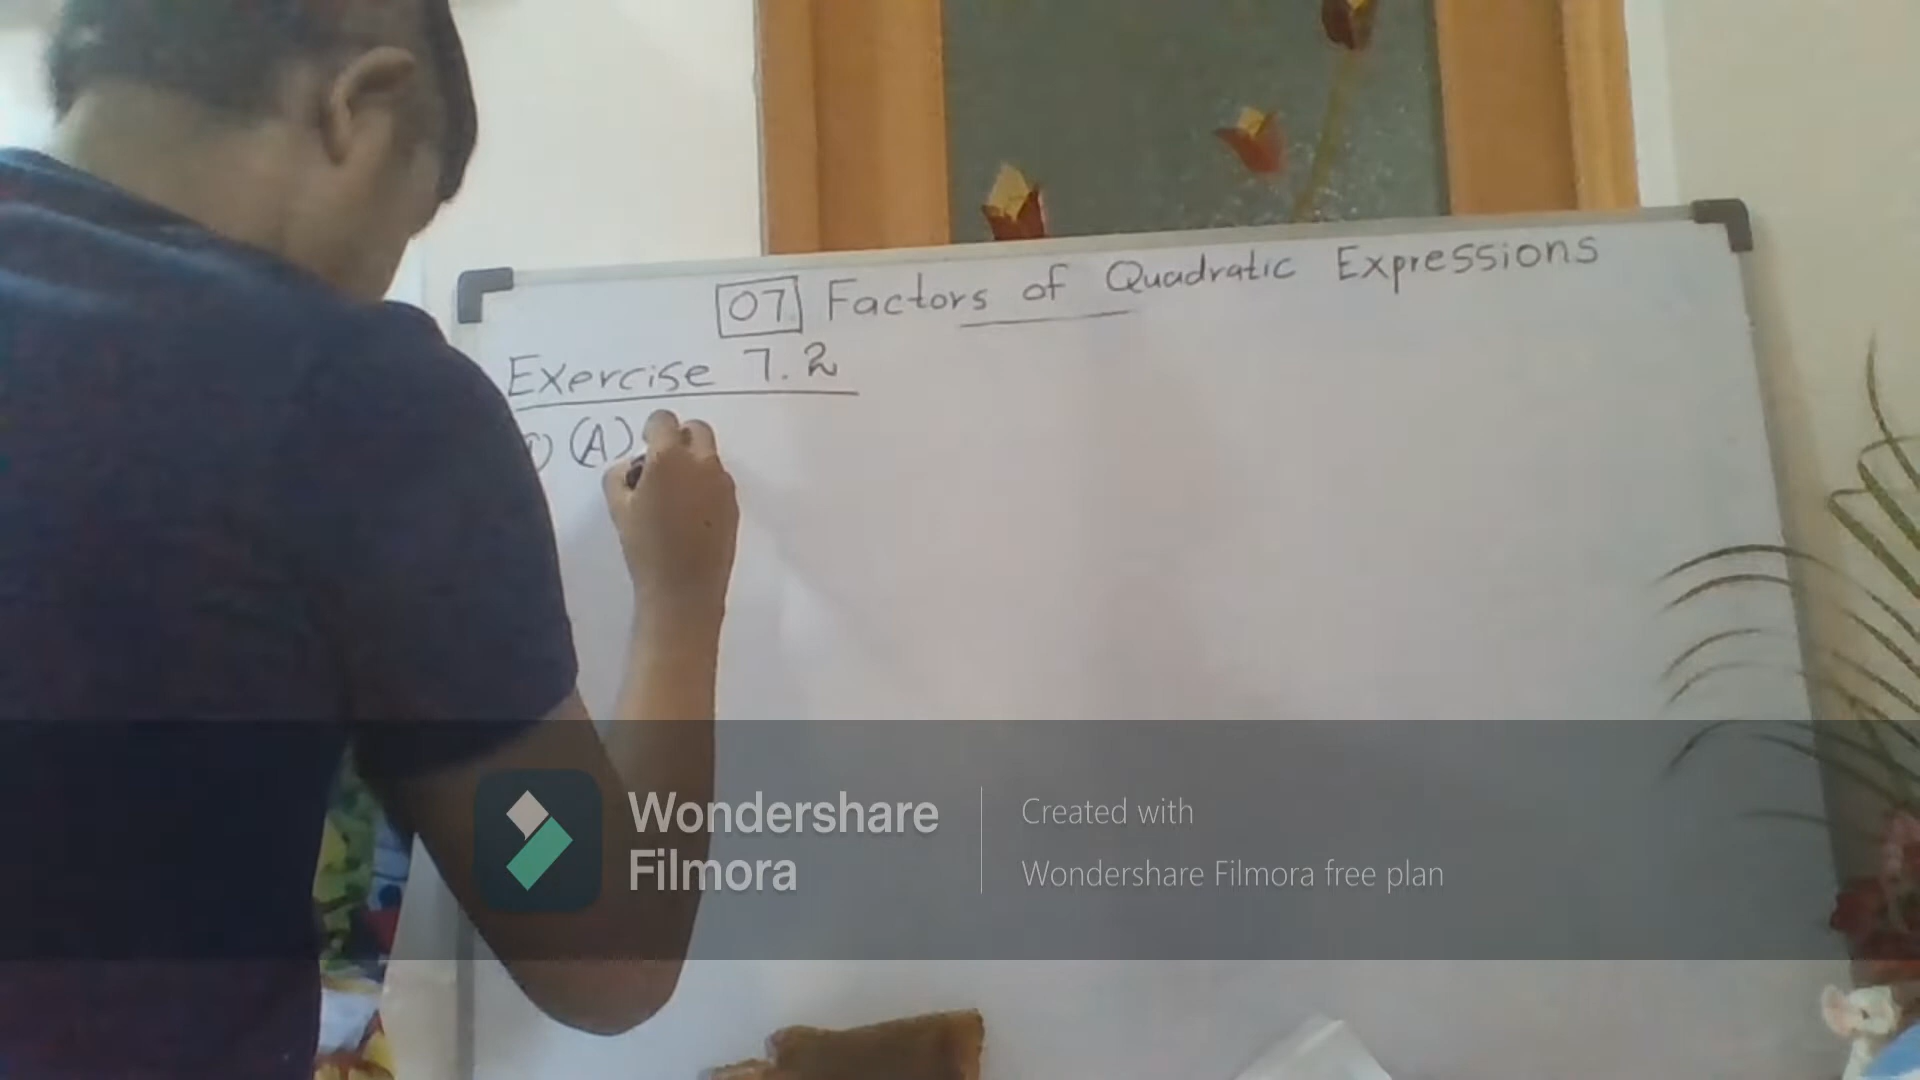 07 Factors of Quadratic Expressions
Exercise 7.2
(A)
Wondershare
Filmora
Created with
Wondershare Filmora free plan